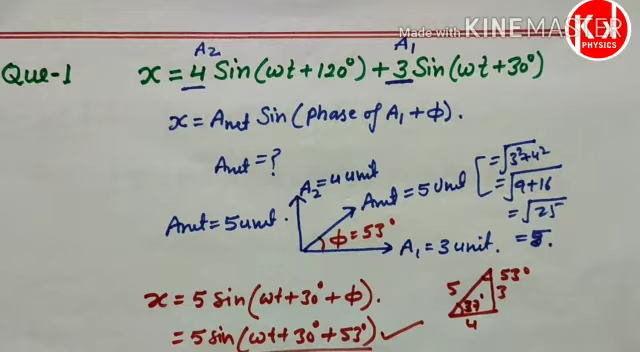 Made with KINEMASTER
KK PHYSICS
A2 A1
Que-1 x = 4 Sin(ωt+120°) + 3 Sin(ωt+30°)
x = Anet Sin (phase of A1 + ϕ).
Anet = ?
A2 = 4 unit
Anet = 5 Unit
= √3²+4²
= √9+16
= √25
= 5.
Anet = 5 unit.
ϕ = 53°
A1 = 3 unit.
x = 5 sin(ωt+30°+ϕ).
= 5 sin(ωt+30°+53°)
5 53° 3
37°
4